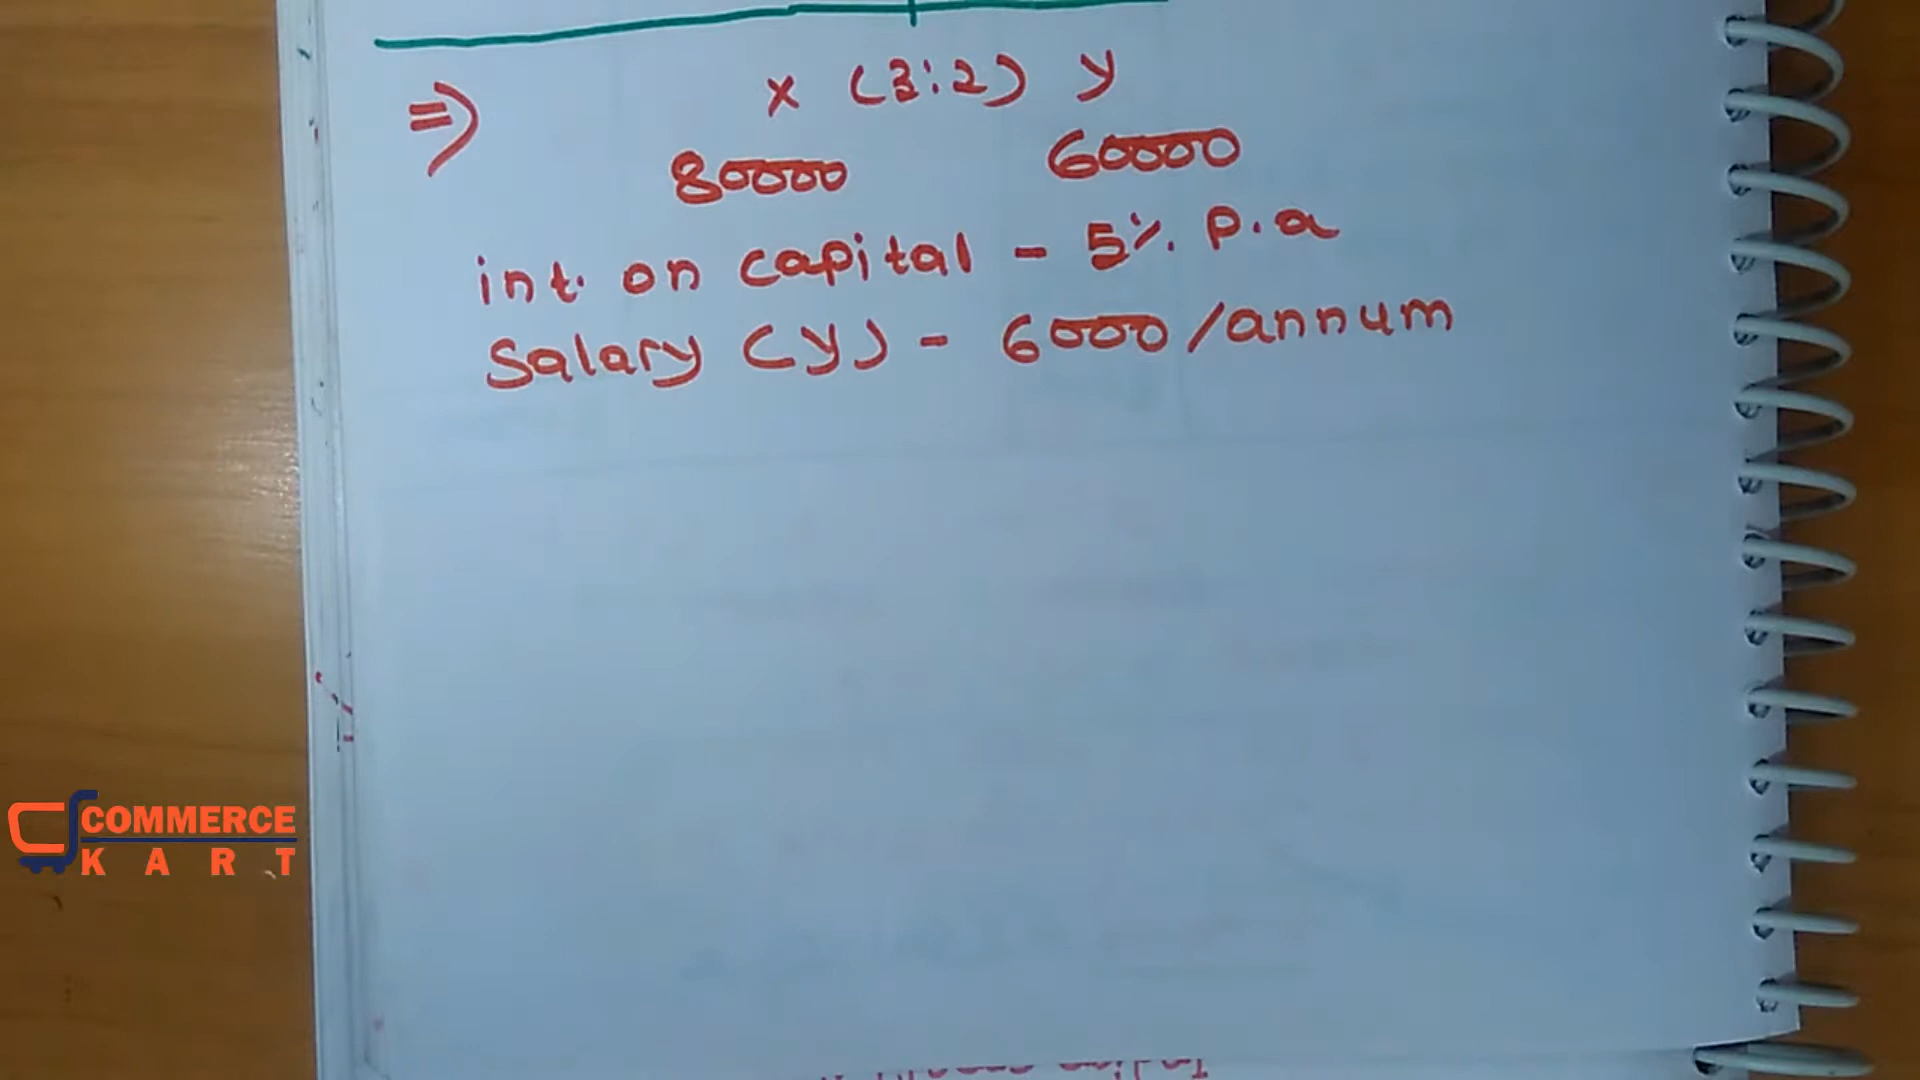 => x (3:2) y
80000 60000
int. on capital - 5%. P.a
Salary (y) - 6000/annum
COMMERCE
KART